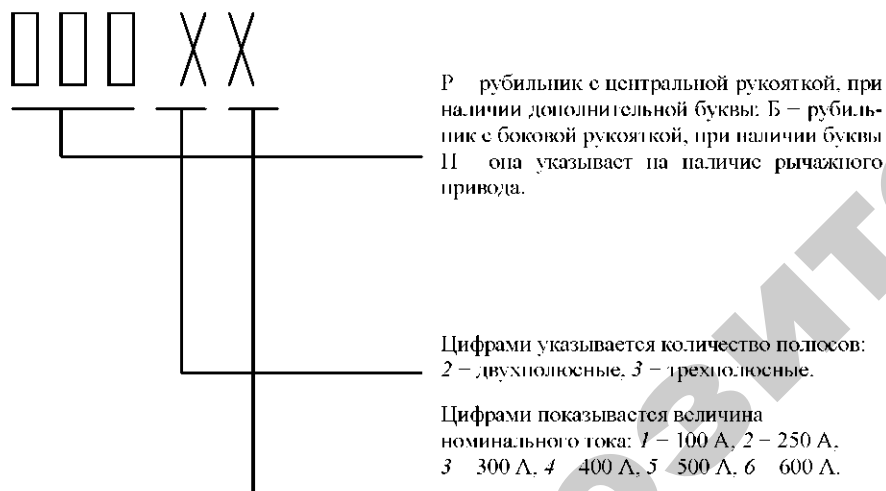 Р – рубильник с центральной рукояткой, при
наличии дополнительной буквы: Б – рубиль-
ник с боковой рукояткой, при наличии буквы
П – она указывает на наличие рычажного
привода.
Цифрами указывается количество полюсов:
2 – двухполюсные, 3 – трехполюсные.
Цифрами показывается величина
номинального тока: 1 – 100 А, 2 – 250 А,
3 – 300 А, 4 – 400 А, 5 – 500 А, 6 – 600 А.